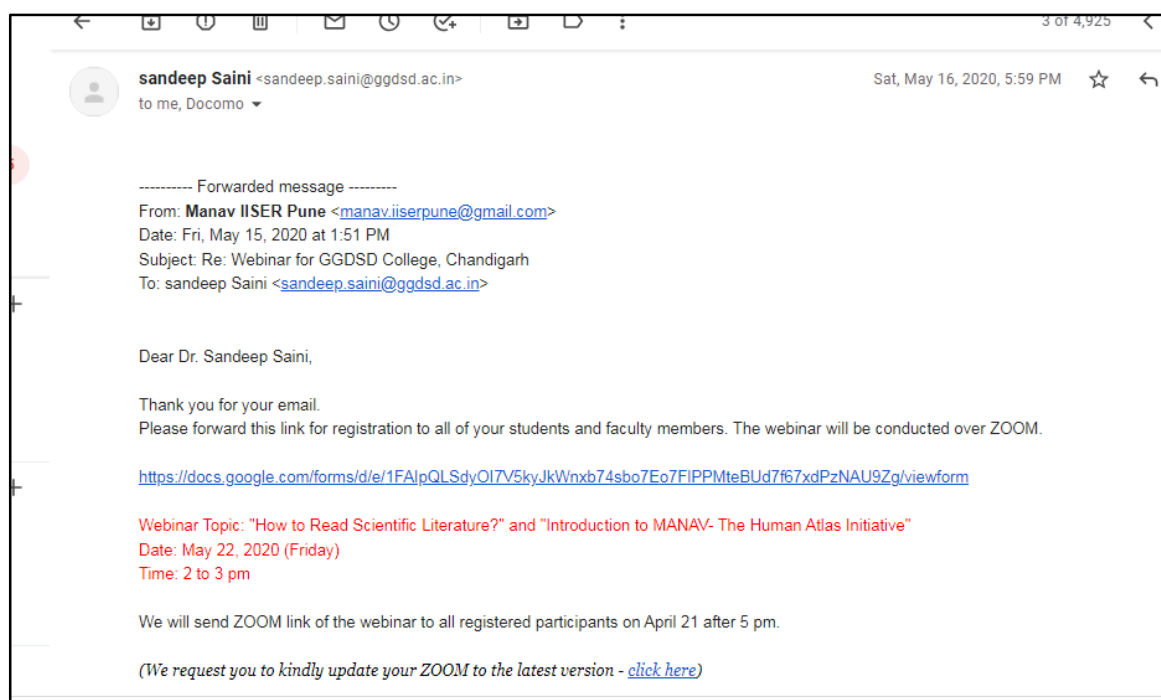 3 of 4,925
sandeep Saini <sandeep.saini@ggdsd.ac.in>
Sat, May 16, 2020, 5:59 PM
to me, Docomo
---------- Forwarded message ---------
From: Manav IISER Pune <manav.iiserpune@gmail.com>
Date: Fri, May 15, 2020 at 1:51 PM
Subject: Re: Webinar for GGDSD College, Chandigarh
To: sandeep Saini <sandeep.saini@ggdsd.ac.in>
Dear Dr. Sandeep Saini,
Thank you for your email.
Please forward this link for registration to all of your students and faculty members. The webinar will be conducted over ZOOM.
https://docs.google.com/forms/d/e/1FAIpQLSdyOI7V5kyJkWnxb74sbo7Eo7FlPPMteBUd7f67xdPzNAU9Zg/viewform
Webinar Topic: "How to Read Scientific Literature?" and "Introduction to MANAV- The Human Atlas Initiative"
Date: May 22, 2020 (Friday)
Time: 2 to 3 pm
We will send ZOOM link of the webinar to all registered participants on April 21 after 5 pm.
(We request you to kindly update your ZOOM to the latest version - click here)